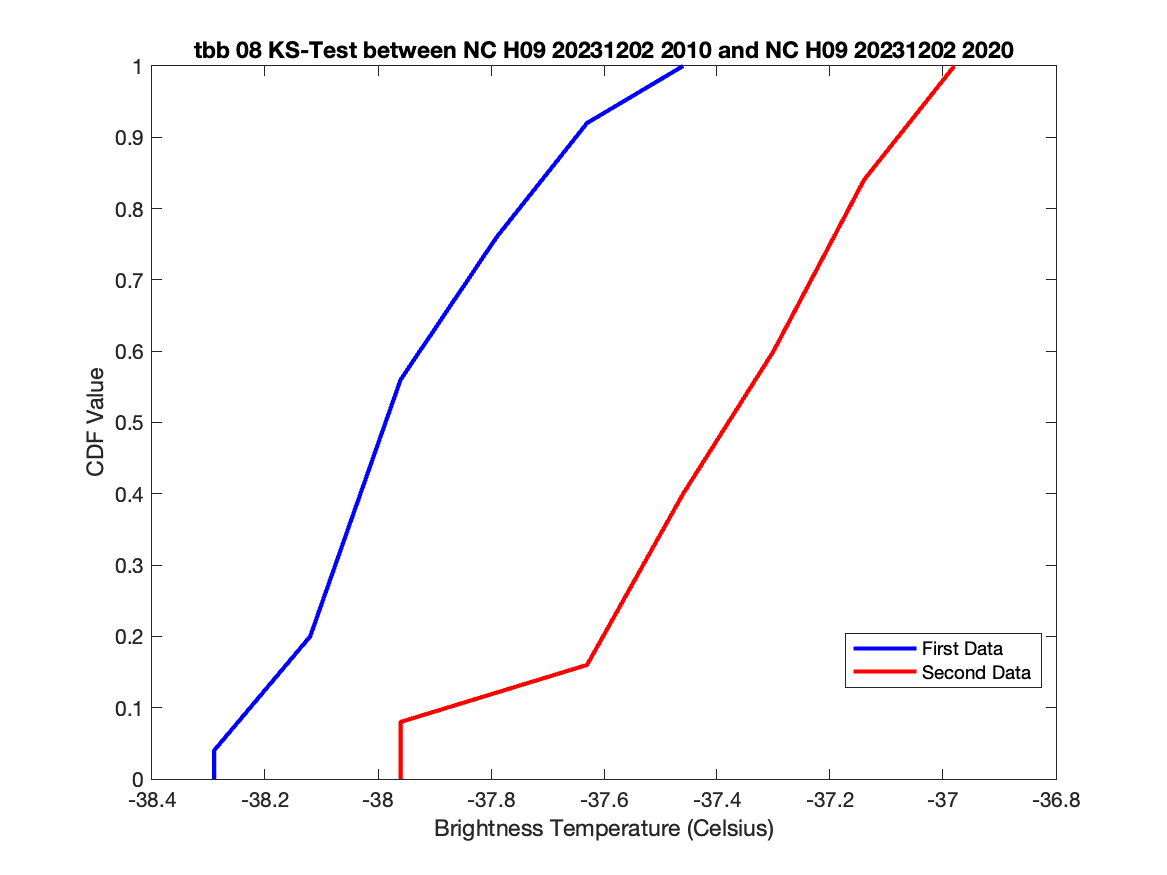 tbb 08 KS-Test between NC H09 20231202 2010 and NC H09 20231202 2020
1
0.9
0.8
0.7
0.6
0.5
0.4
0.3
0.2
0.1
0
CDF Value
First Data
Second Data
-38.4 -38.2 -38 -37.8 -37.6 -37.4 -37.2 -37 -36.8
Brightness Temperature (Celsius)